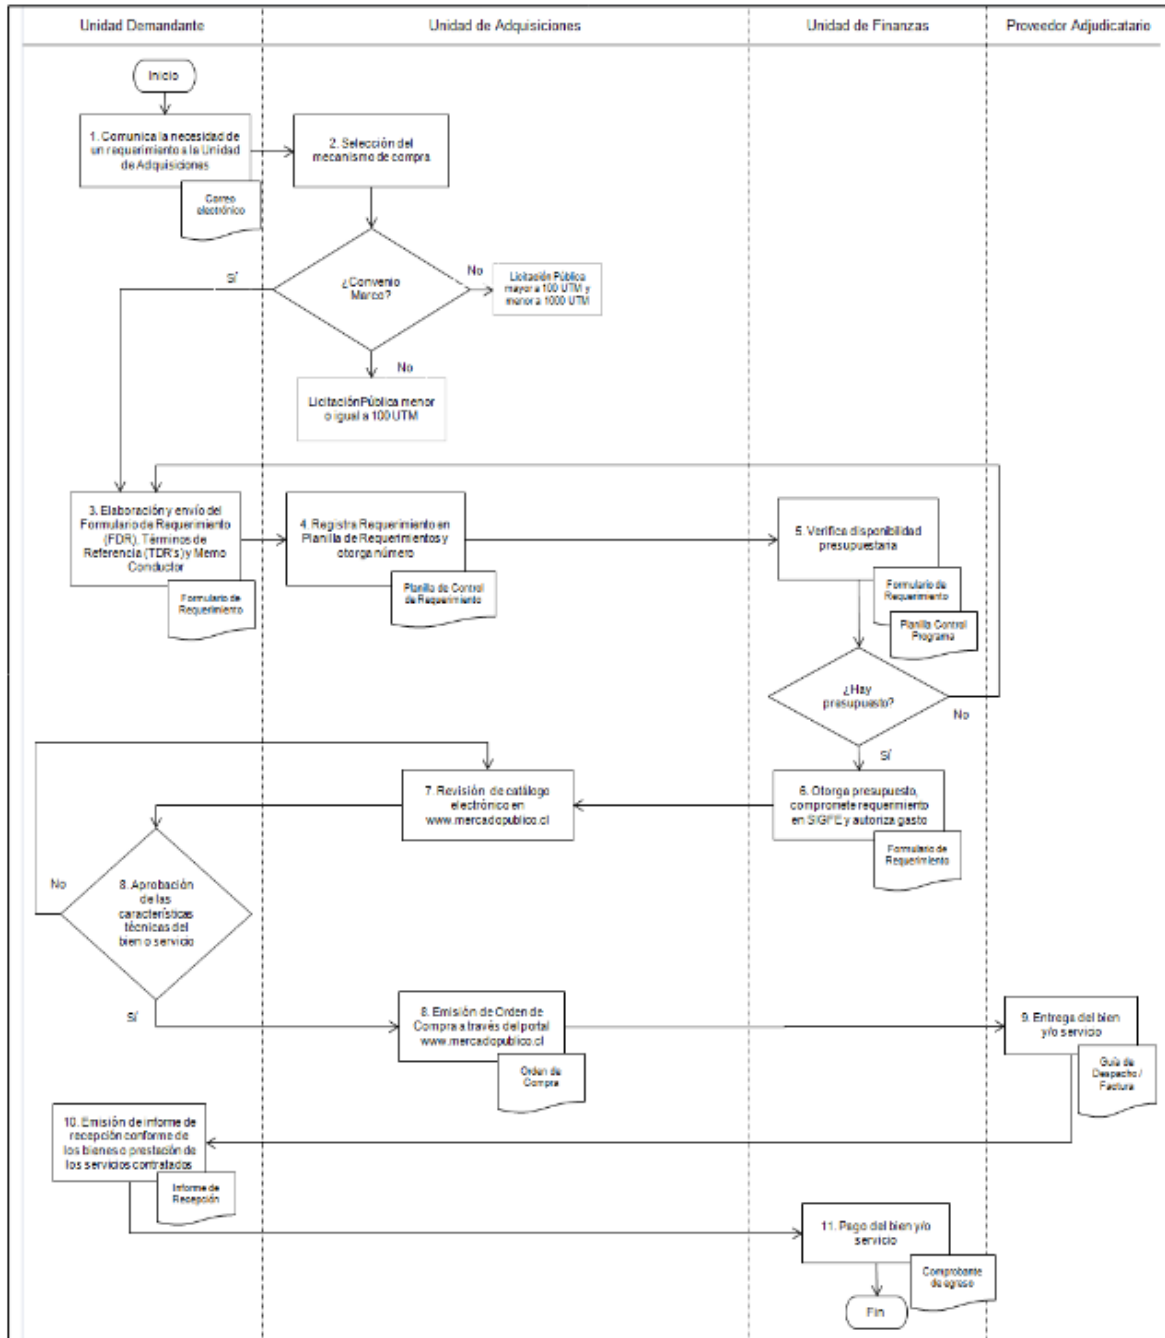 Unidad Demandante
Unidad de Adquisiciones
Unidad de Finanzas
Proveedor Adjudicatario
Inicio
1. Comunica la necesidad de
un requerimiento a la Unidad
de Adquisiciones
Correo
electrónico
2. Selección del
mecanismo de compra
¿Convenio
Marco?
Sí
No
Licitación Pública
mayor a 100 UTM y
menor a 1000 UTM
No
Licitación Pública menor
o igual a 100 UTM
3. Elaboración y envío del
Formulario de Requerimiento
(FDR), Términos de
Referencia (TDR's) y Memo
Conductor
Formulario de
Requerimiento
4. Registra Requerimiento en
Planilla de Requerimientos y
otorga número
Planilla de Control
de Requerimiento
5. Verifica disponibilidad
presupuestaria
Formulario de
Requerimiento
Planilla Control
Programa
¿Hay
presupuesto?
No
Sí
6. Otorga presupuesto,
compromete requerimiento
en SIGFE y autoriza gasto
Formulario de
Requerimiento
7. Revisión de catálogo
electrónico en
www.mercadopublico.cl
No
8. Aprobación
de las
características
técnicas del
bien o servicio
Sí
8. Emisión de Orden de
Compra a través del portal
www.mercadopublico.cl
Orden de
Compra
9. Entrega del bien
y/o servicio
Guía de
Despacho /
Factura
10. Emisión de informe de
recepción conforme de
los bienes o prestación de
los servicios contratados
Informe de
Recepción
11. Pago del bien y/o
servicio
Comprobante
de egreso
Fin